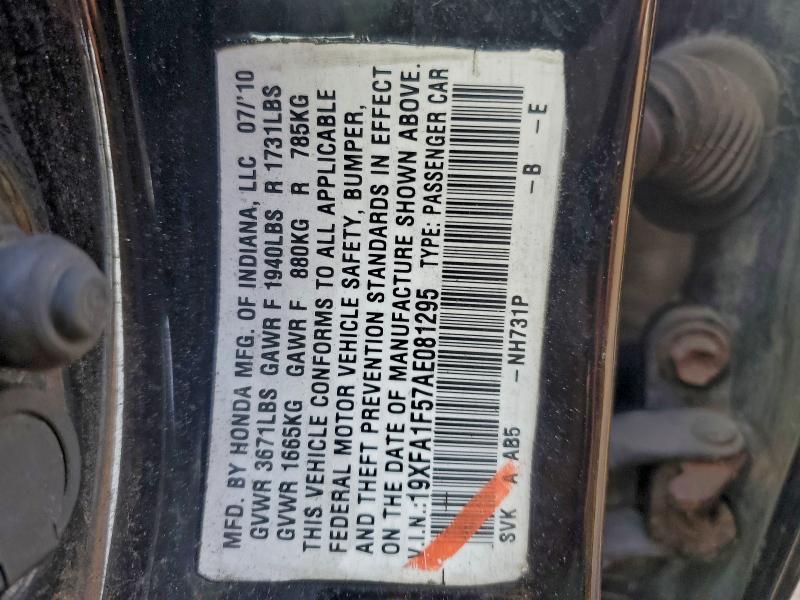 MFD. BY HONDA MFG. OF INDIANA, LLC 07/'10
GVWR 3671LBS GAWR F 1940LBS R 1731LBS
GVWR 1665KG GAWR F 880KG R 785KG
THIS VEHICLE CONFORMS TO ALL APPLICABLE
FEDERAL MOTOR VEHICLE SAFETY, BUMPER,
AND THEFT PREVENTION STANDARDS IN EFFECT
ON THE DATE OF MANUFACTURE SHOWN ABOVE.
V.I.N.:19XFA1F57AE081295 TYPE: PASSENGER CAR
SVK A AB5 -NH731P -B -E